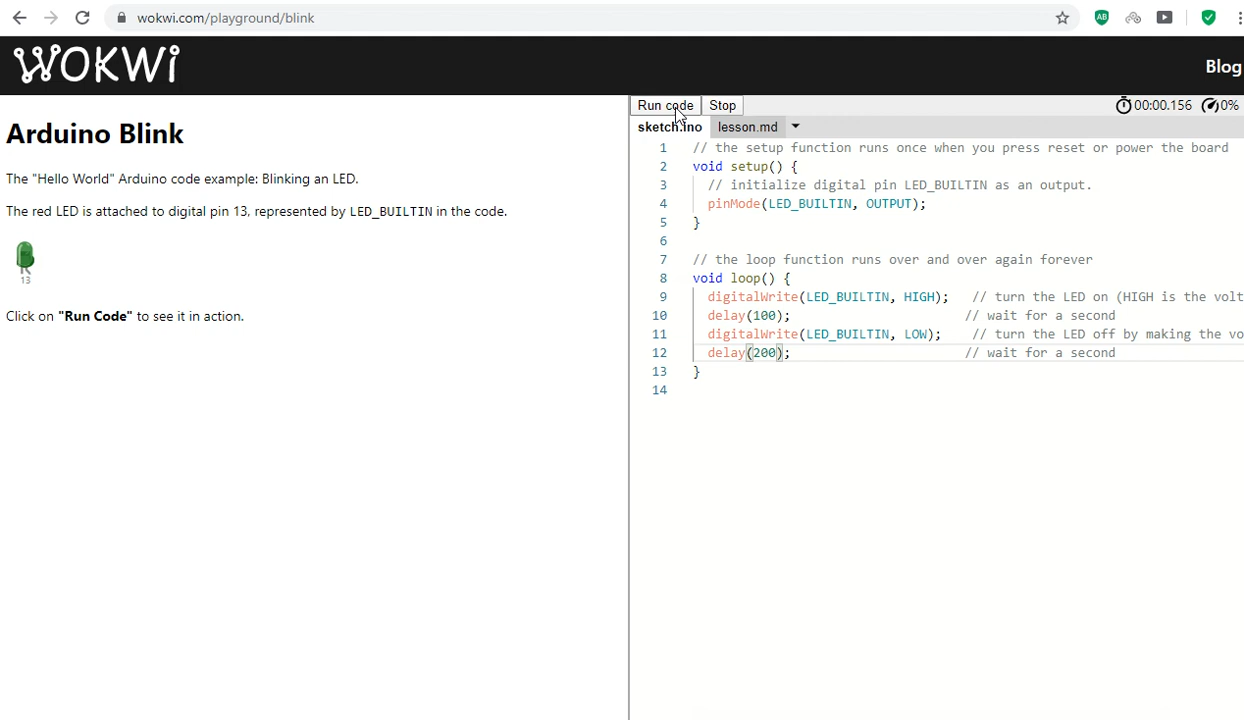 wokwi.com/playground/blink
WOKWi
Blog
Arduino Blink
The "Hello World" Arduino code example: Blinking an LED.
The red LED is attached to digital pin 13, represented by LED_BUILTIN in the code.
13
Click on "Run Code" to see it in action.
Run code Stop 00:00.156 0%
sketch.ino lesson.md
1 // the setup function runs once when you press reset or power the board
2 void setup() {
3 // initialize digital pin LED_BUILTIN as an output.
4 pinMode(LED_BUILTIN, OUTPUT);
5 }
6
7 // the loop function runs over and over again forever
8 void loop() {
9 digitalWrite(LED_BUILTIN, HIGH); // turn the LED on (HIGH is the volt
10 delay(100); // wait for a second
11 digitalWrite(LED_BUILTIN, LOW); // turn the LED off by making the vo
12 delay(200); // wait for a second
13 }
14